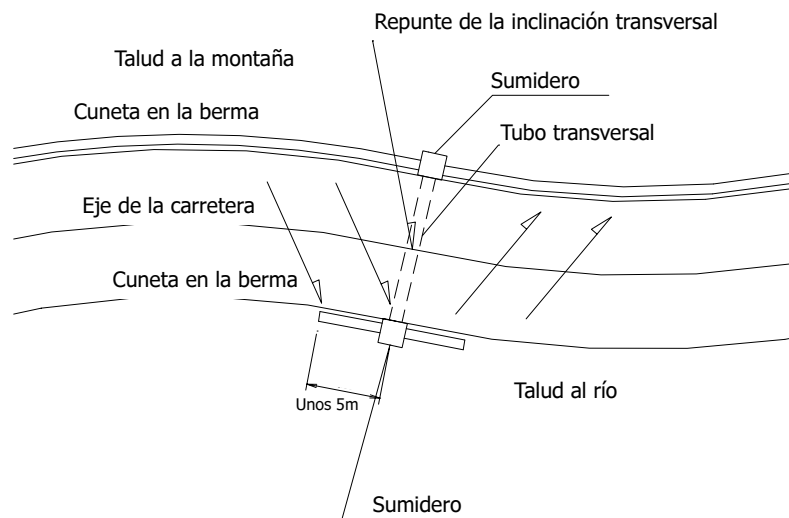 Repunte de la inclinación transversal
Talud a la montaña
Sumidero
Cuneta en la berma
Tubo transversal
Eje de la carretera
Cuneta en la berma
Talud al río
Unos 5m
Sumidero